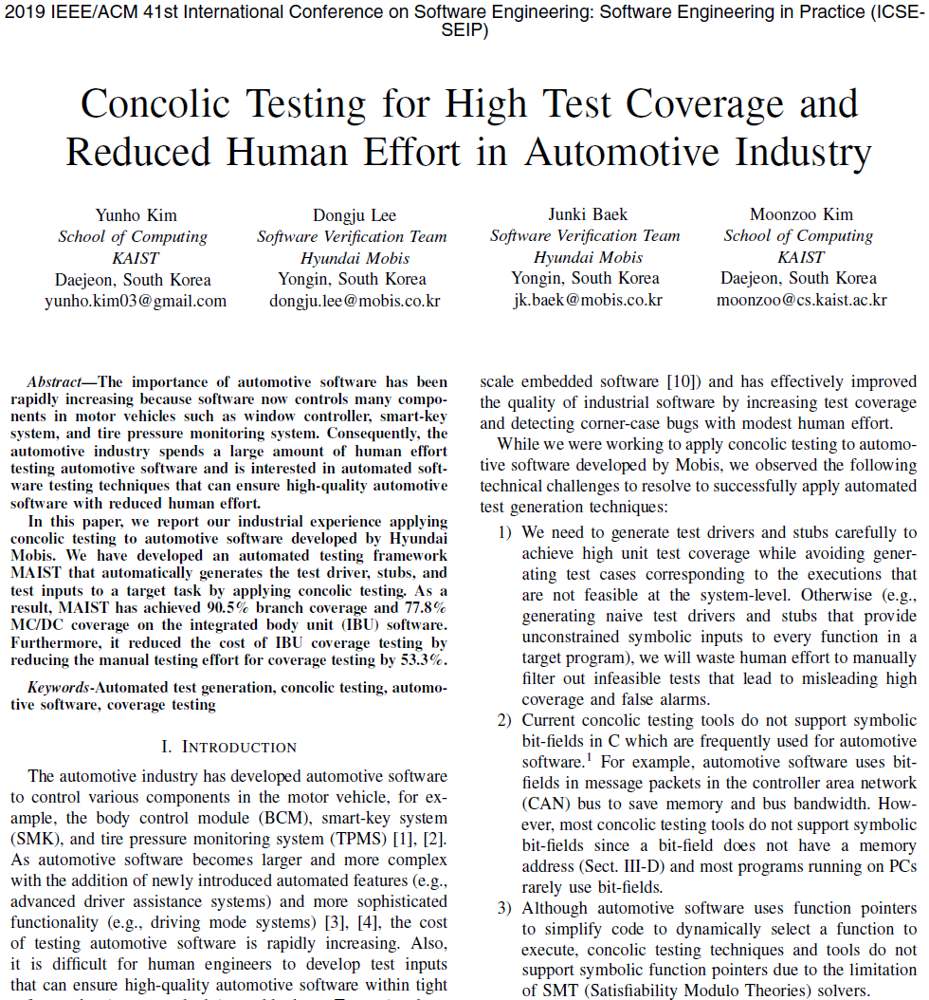 2019 IEEE/ACM 41st International Conference on Software Engineering: Software Engineering in Practice (ICSE-
SEIP)
Concolic Testing for High Test Coverage and
Reduced Human Effort in Automotive Industry
Yunho Kim
School of Computing
KAIST
Daejeon, South Korea
yunho.kim03@gmail.com
Dongju Lee
Software Verification Team
Hyundai Mobis
Yongin, South Korea
dongju.lee@mobis.co.kr
Junki Baek
Software Verification Team
Hyundai Mobis
Yongin, South Korea
jk.baek@mobis.co.kr
Moonzoo Kim
School of Computing
KAIST
Daejeon, South Korea
moonzoo@cs.kaist.ac.kr
Abstract—The importance of automotive software has been
rapidly increasing because software now controls many compo-
nents in motor vehicles such as window controller, smart-key
system, and tire pressure monitoring system. Consequently, the
automotive industry spends a large amount of human effort
testing automotive software and is interested in automated soft-
ware testing techniques that can ensure high-quality automotive
software with reduced human effort.
In this paper, we report our industrial experience applying
concolic testing to automotive software developed by Hyundai
Mobis. We have developed an automated testing framework
MAIST that automatically generates the test driver, stubs, and
test inputs to a target task by applying concolic testing. As a
result, MAIST has achieved 90.5% branch coverage and 77.8%
MC/DC coverage on the integrated body unit (IBU) software.
Furthermore, it reduced the cost of IBU coverage testing by
reducing the manual testing effort for coverage testing by 53.3%.
Keywords-Automated test generation, concolic testing, automo-
tive software, coverage testing
I. INTRODUCTION
The automotive industry has developed automotive software
to control various components in the motor vehicle, for ex-
ample, the body control module (BCM), smart-key system
(SMK), and tire pressure monitoring system (TPMS) [1], [2].
As automotive software becomes larger and more complex
with the addition of newly introduced automated features (e.g.,
advanced driver assistance systems) and more sophisticated
functionality (e.g., driving mode systems) [3], [4], the cost
of testing automotive software is rapidly increasing. Also,
it is difficult for human engineers to develop test inputs
that can ensure high-quality automotive software within tight
scale embedded software [10]) and has effectively improved
the quality of industrial software by increasing test coverage
and detecting corner-case bugs with modest human effort.
While we were working to apply concolic testing to automo-
tive software developed by Mobis, we observed the following
technical challenges to resolve to successfully apply automated
test generation techniques:
1) We need to generate test drivers and stubs carefully to
achieve high unit test coverage while avoiding gener-
ating test cases corresponding to the executions that
are not feasible at the system-level. Otherwise (e.g.,
generating naive test drivers and stubs that provide
unconstrained symbolic inputs to every function in a
target program), we will waste human effort to manually
filter out infeasible tests that lead to misleading high
coverage and false alarms.
2) Current concolic testing tools do not support symbolic
bit-fields in C which are frequently used for automotive
software.1 For example, automotive software uses bit-
fields in message packets in the controller area network
(CAN) bus to save memory and bus bandwidth. How-
ever, most concolic testing tools do not support symbolic
bit-fields since a bit-field does not have a memory
address (Sect. III-D) and most programs running on PCs
rarely use bit-fields.
3) Although automotive software uses function pointers
to simplify code to dynamically select a function to
execute, concolic testing techniques and tools do not
support symbolic function pointers due to the limitation
of SMT (Satisfiability Modulo Theories) solvers.